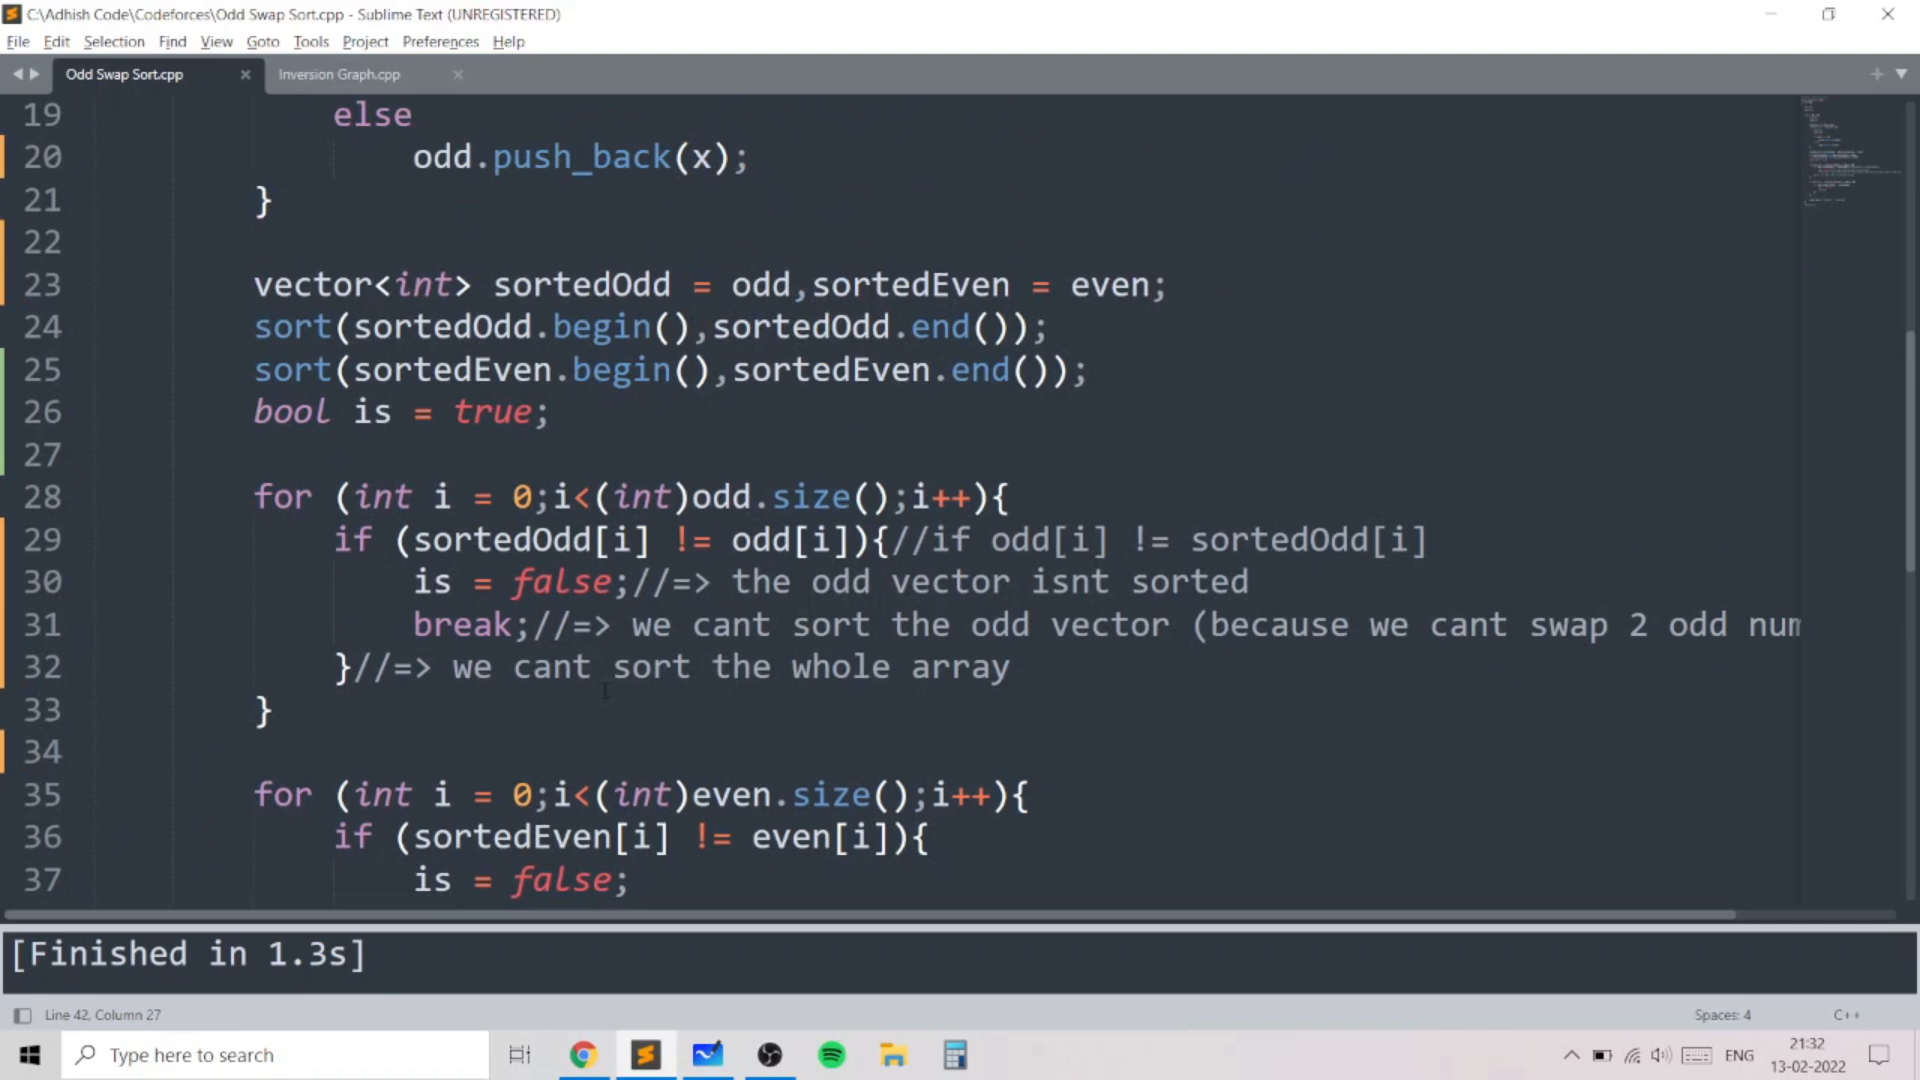 C:\Adhish Code\Codeforces\Odd Swap Sort.cpp - Sublime Text (UNREGISTERED)
File Edit Selection Find View Goto Tools Project Preferences Help
Odd Swap Sort.cpp × Inversion Graph.cpp ×
19 else
20 odd.push_back(x);
21 }
22
23 vector<int> sortedOdd = odd,sortedEven = even;
24 sort(sortedOdd.begin(),sortedOdd.end());
25 sort(sortedEven.begin(),sortedEven.end());
26 bool is = true;
27
28 for (int i = 0;i<(int)odd.size();i++){
29 if (sortedOdd[i] != odd[i]){//if odd[i] != sortedOdd[i]
30 is = false;//=> the odd vector isnt sorted
31 break;//=> we cant sort the odd vector (because we cant swap 2 odd num
32 }//=> we cant sort the whole array
33 }
34
35 for (int i = 0;i<(int)even.size();i++){
36 if (sortedEven[i] != even[i]){
37 is = false;
[Finished in 1.3s]
Line 42, Column 27 Spaces: 4 C++
Type here to search ENG 21:32
13-02-2022